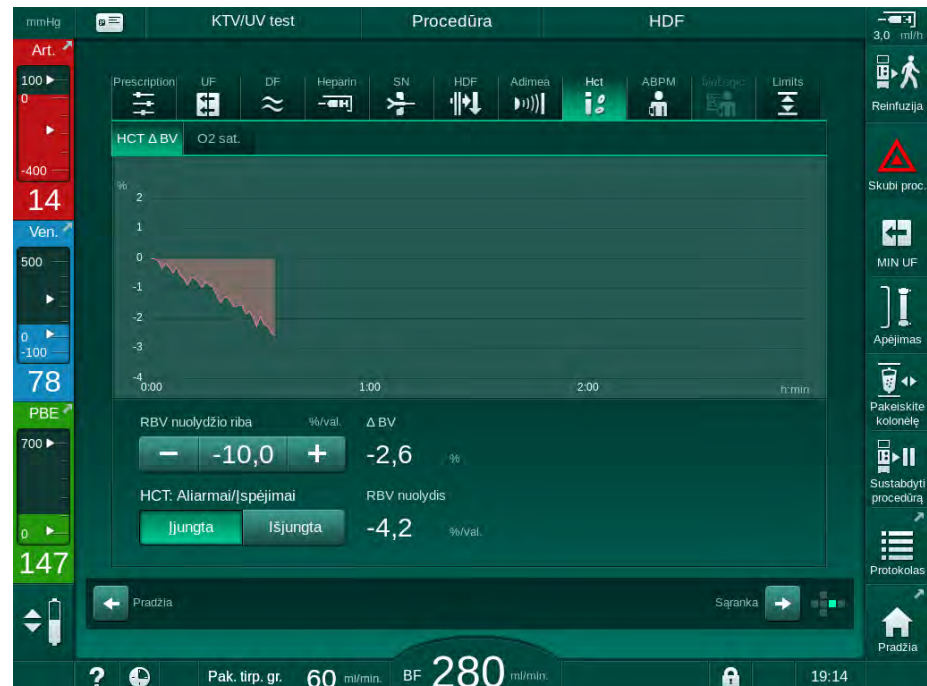 mmHg
KTV/UV test
Procedūra
HDF
3,0 ml/h
Art.
100
0
-400
14
Ven.
500
0
-100
78
PBE
700
0
147
Prescription
UF
DF
Heparin
SN
HDF
Adimea
Hct
ABPM
bioLogic
Limits
HCT Δ BV
O2 sat.
%
2
1
0
-1
-2
-3
-4
0:00
1:00
2:00
h:min
RBV nuolydžio riba
%/val.
Δ BV
-10,0
-2,6
%
HCT: Aliarmai/Įspėjimai
RBV nuolydis
Įjungta
Išjungta
-4,2
%/val.
Pradžia
Sąranka
Reinfuzija
Skubi proc.
MIN UF
Apėjimas
Pakeiskite
kolonėlę
Sustabdyti
procedūrą
Protokolas
Pradžia
?
Pak. tirp. gr.
60 ml/min.
BF 280 ml/min.
19:14